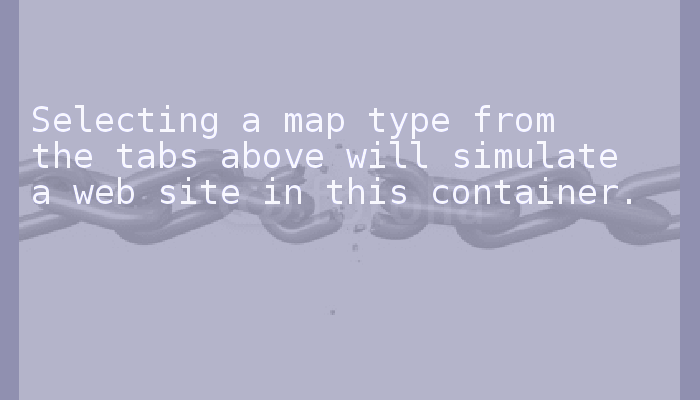 Selecting a map type from
the tabs above will simulate
a web site in this container.